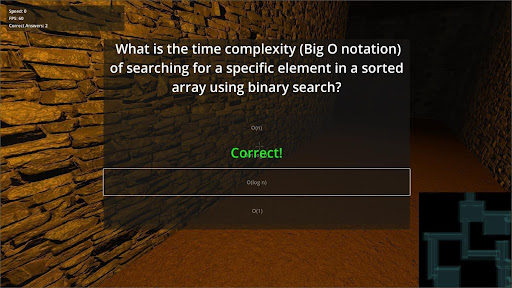 Speed: 0
FPS: 60
Correct Answers: 2
What is the time complexity (Big O notation)
of searching for a specific element in a sorted
array using binary search?
O(n)
Correct!
O(log n)
O(1)